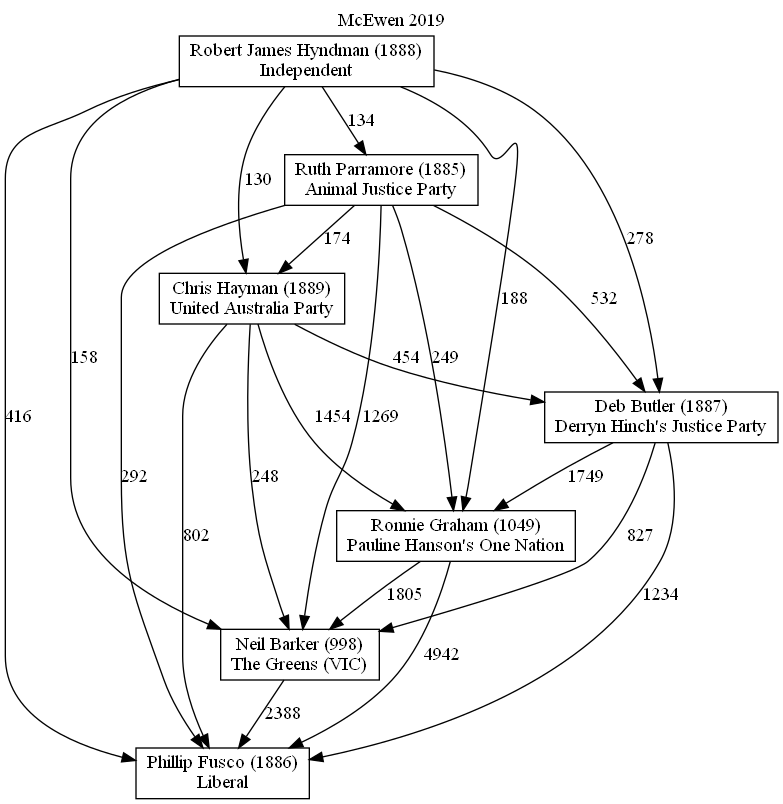 McEwen 2019
Robert James Hyndman (1888)
Independent
134
Ruth Parramore (1885)
Animal Justice Party
130
174
278
Chris Hayman (1889)
United Australia Party
188
532
158
454
249
416
1454
1269
Deb Butler (1887)
Derryn Hinch's Justice Party
292
248
1749
802
Ronnie Graham (1049)
Pauline Hanson's One Nation
827
1805
1234
Neil Barker (998)
The Greens (VIC)
4942
2388
Phillip Fusco (1886)
Liberal